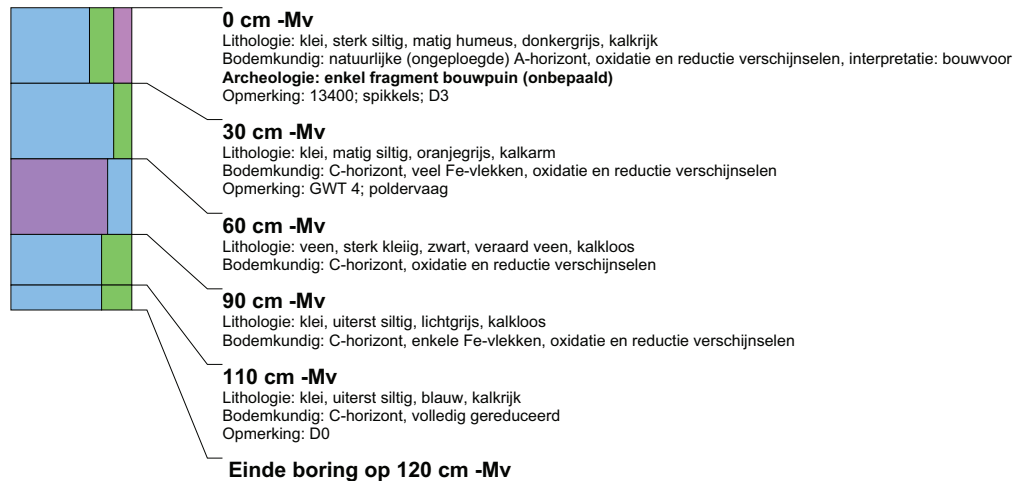 0 cm -Mv
Lithologie: klei, sterk siltig, matig humeus, donkergrijs, kalkrijk
Bodemkundig: natuurlijke (ongeploegde) A-horizont, oxidatie en reductie verschijnselen, interpretatie: bouwvoor
Archeologie: enkel fragment bouwpuin (onbepaald)
Opmerking: 13400; spikkels; D3
30 cm -Mv
Lithologie: klei, matig siltig, oranjegrijs, kalkarm
Bodemkundig: C-horizont, veel Fe-vlekken, oxidatie en reductie verschijnselen
Opmerking: GWT 4; poldervaag
60 cm -Mv
Lithologie: veen, sterk kleiig, zwart, veraard veen, kalkloos
Bodemkundig: C-horizont, oxidatie en reductie verschijnselen
90 cm -Mv
Lithologie: klei, uiterst siltig, lichtgrijs, kalkloos
Bodemkundig: C-horizont, enkele Fe-vlekken, oxidatie en reductie verschijnselen
110 cm -Mv
Lithologie: klei, uiterst siltig, blauw, kalkrijk
Bodemkundig: C-horizont, volledig gereduceerd
Opmerking: D0
Einde boring op 120 cm -Mv